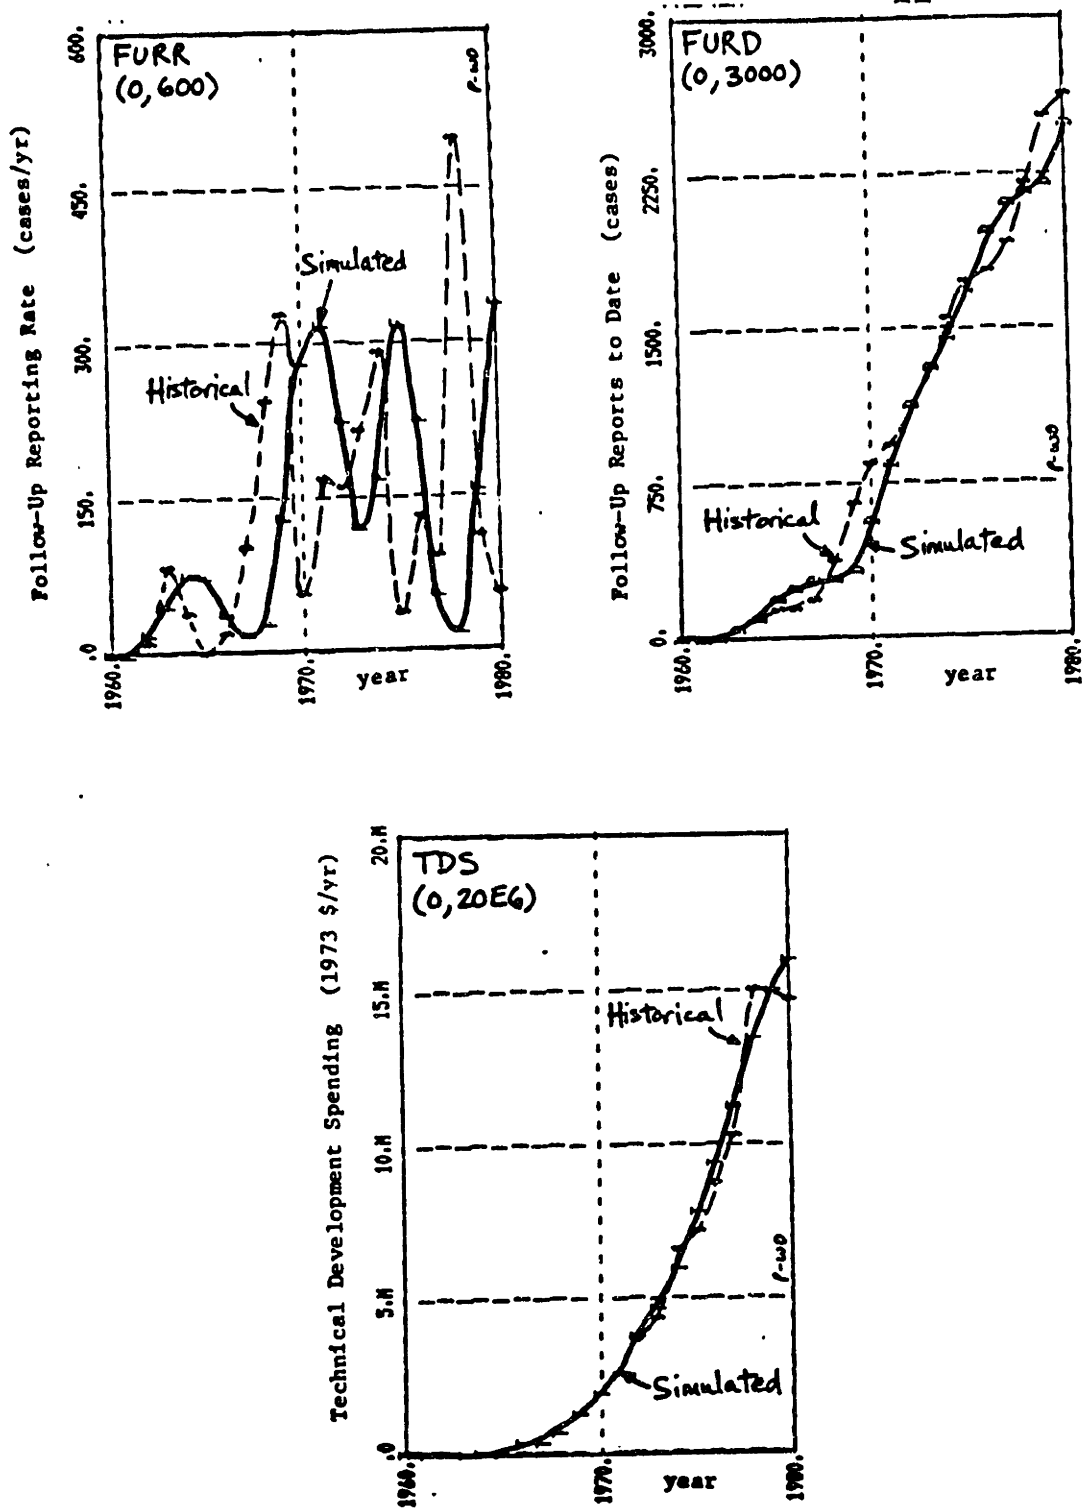 FURR
(0,600)
600.
450.
300.
150.
.0
Follow-Up Reporting Rate (cases/yr)
Simulated
Historical
1960.
1970.
1980.
year
FURD
(0,3000)
3000.
2250.
1500.
750.
0.
Follow-Up Reports to Date (cases)
Historical
Simulated
1960.
1970.
1980.
year
TDS
(0,20E6)
20.M
15.M
10.M
5.M
.0
Technical Development Spending (1973 $/yr)
Historical
Simulated
1960.
1970.
1980.
year